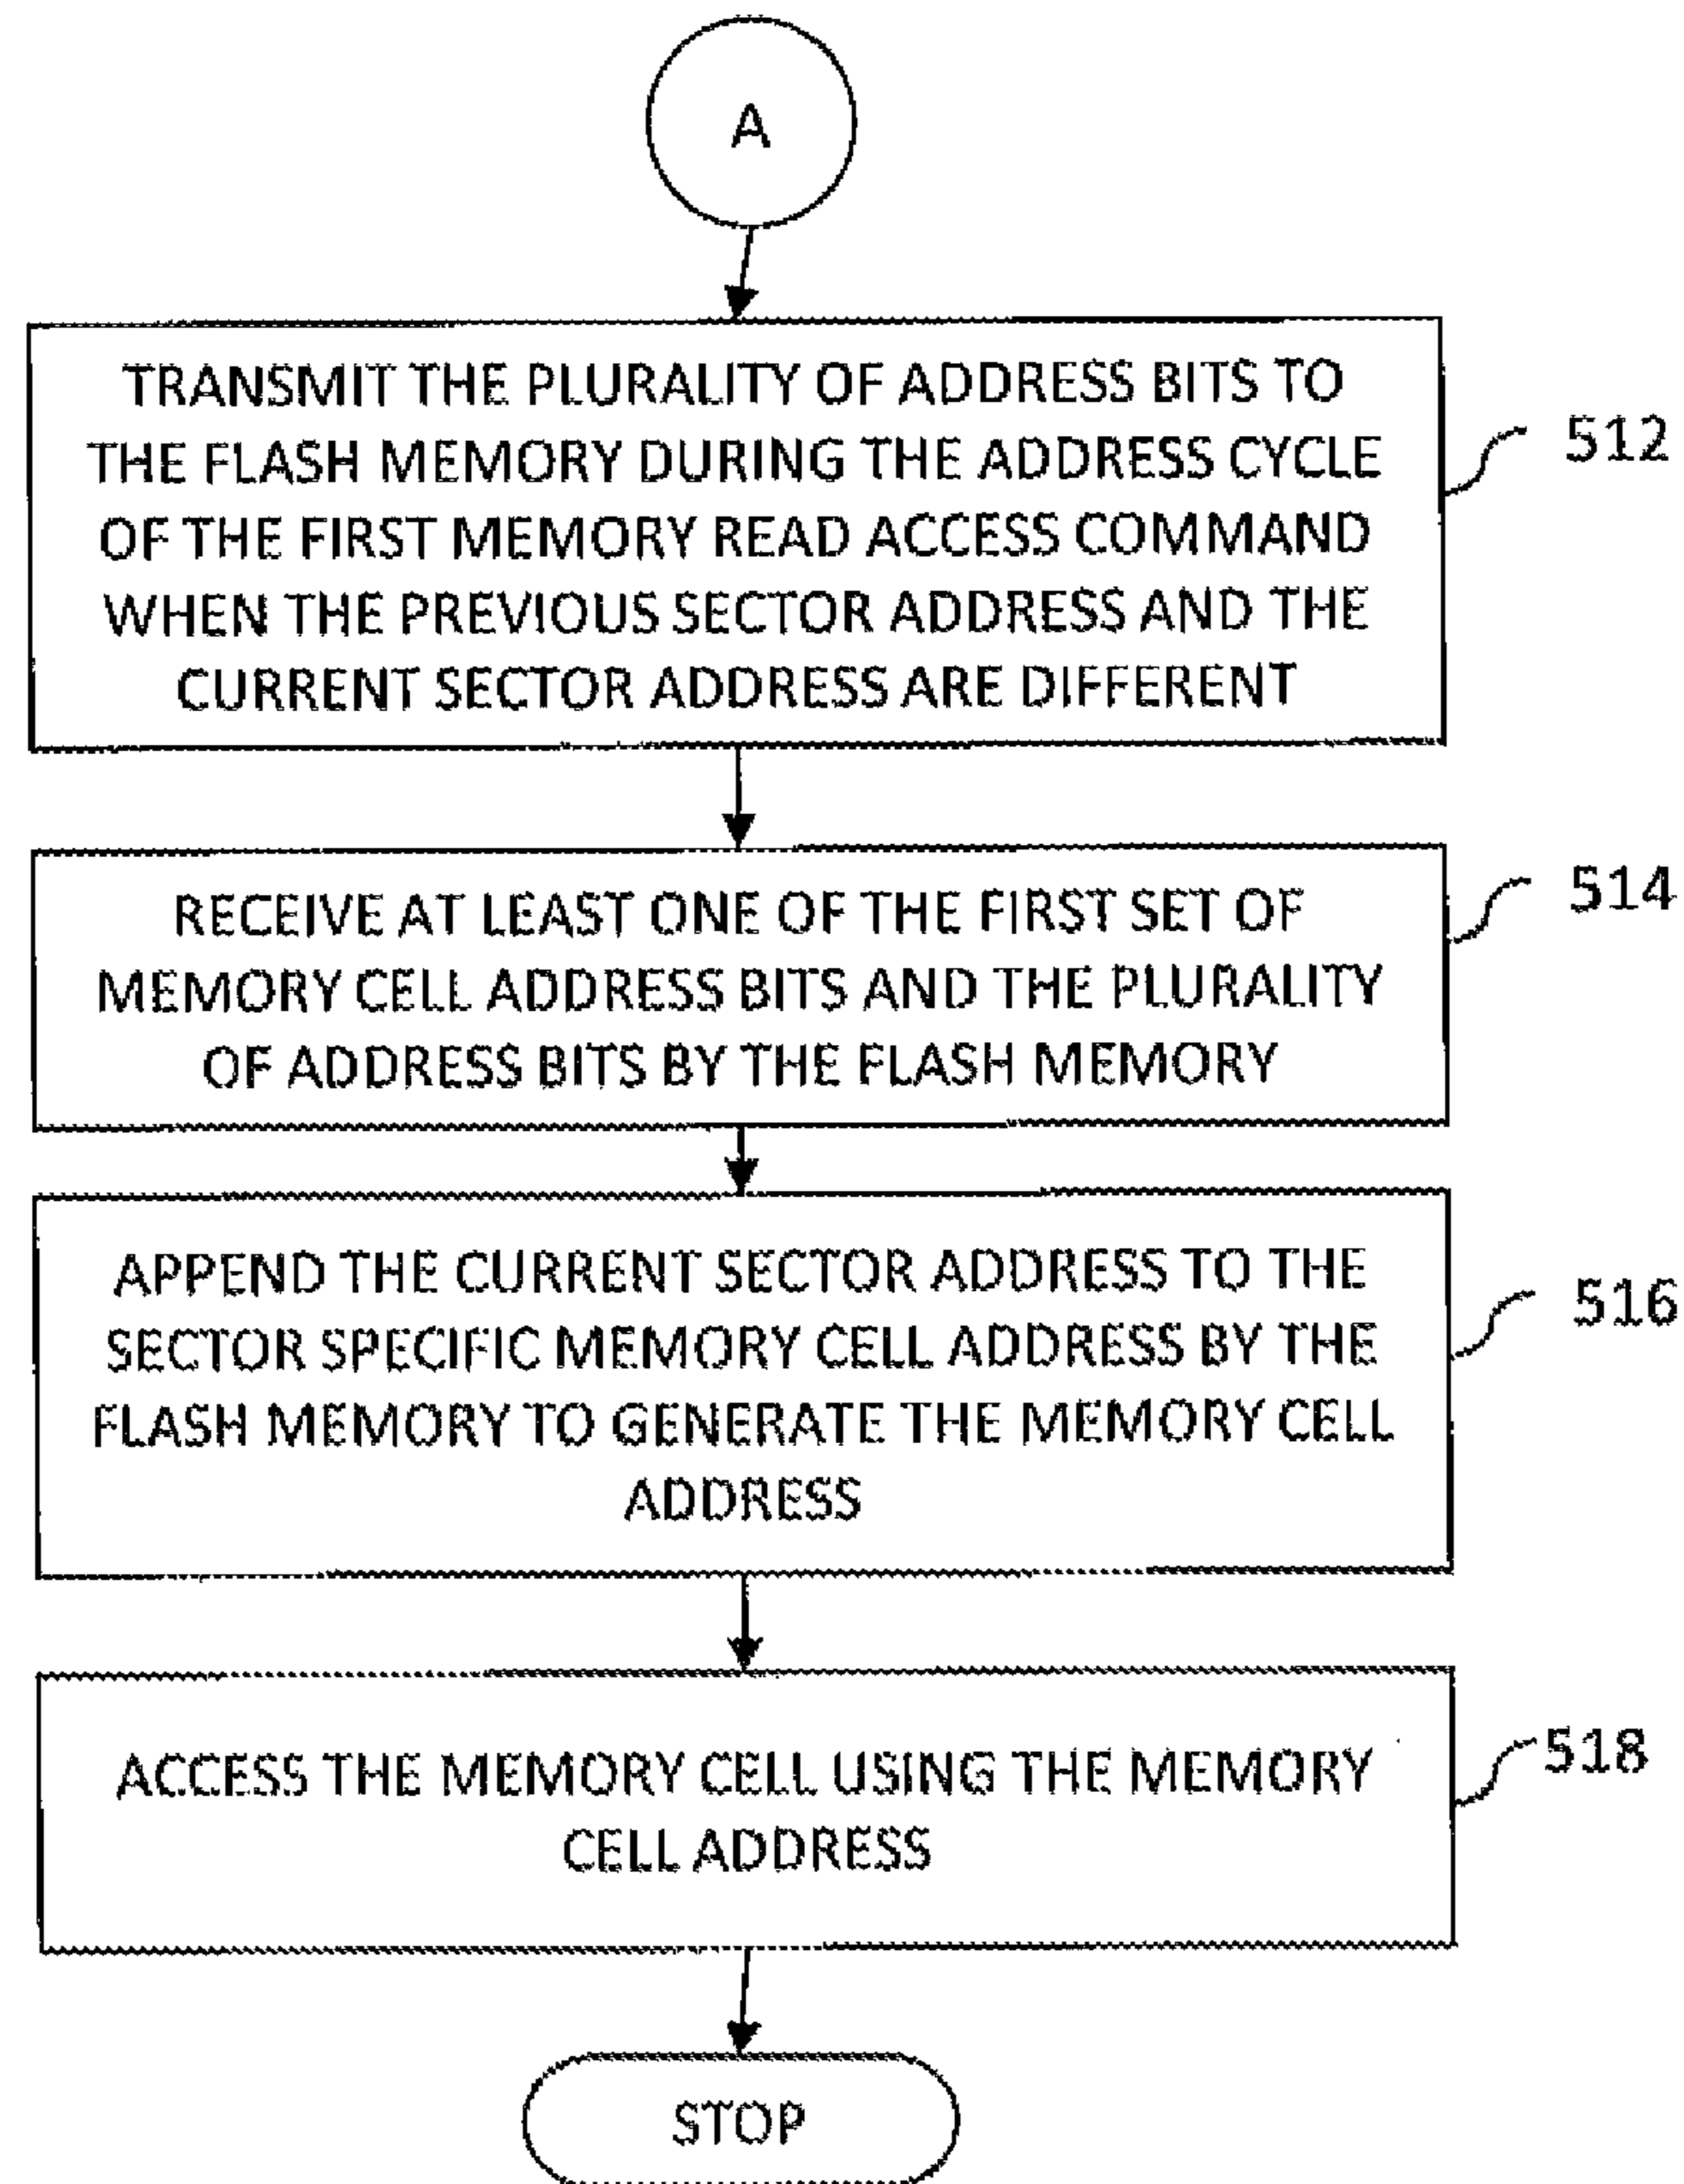 A
TRANSMIT THE PLURALITY OF ADDRESS BITS TO
THE FLASH MEMORY DURING THE ADDRESS CYCLE
OF THE FIRST MEMORY READ ACCESS COMMAND
WHEN THE PREVIOUS SECTOR ADDRESS AND THE
CURRENT SECTOR ADDRESS ARE DIFFERENT
512
RECEIVE AT LEAST ONE OF THE FIRST SET OF
MEMORY CELL ADDRESS BITS AND THE PLURALITY
OF ADDRESS BITS BY THE FLASH MEMORY
514
APPEND THE CURRENT SECTOR ADDRESS TO THE
SECTOR SPECIFIC MEMORY CELL ADDRESS BY THE
FLASH MEMORY TO GENERATE THE MEMORY CELL
ADDRESS
516
ACCESS THE MEMORY CELL USING THE MEMORY
CELL ADDRESS
518
STOP